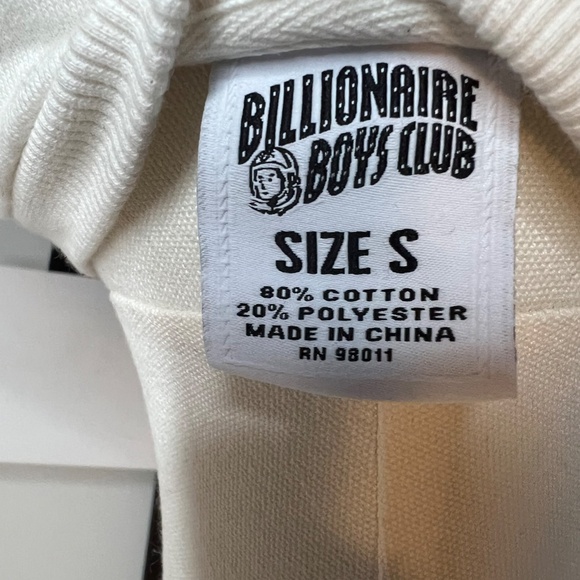 BILLIONAIRE
BOYS CLUB
SIZE S
80% COTTON
20% POLYESTER
MADE IN CHINA
RN 98011